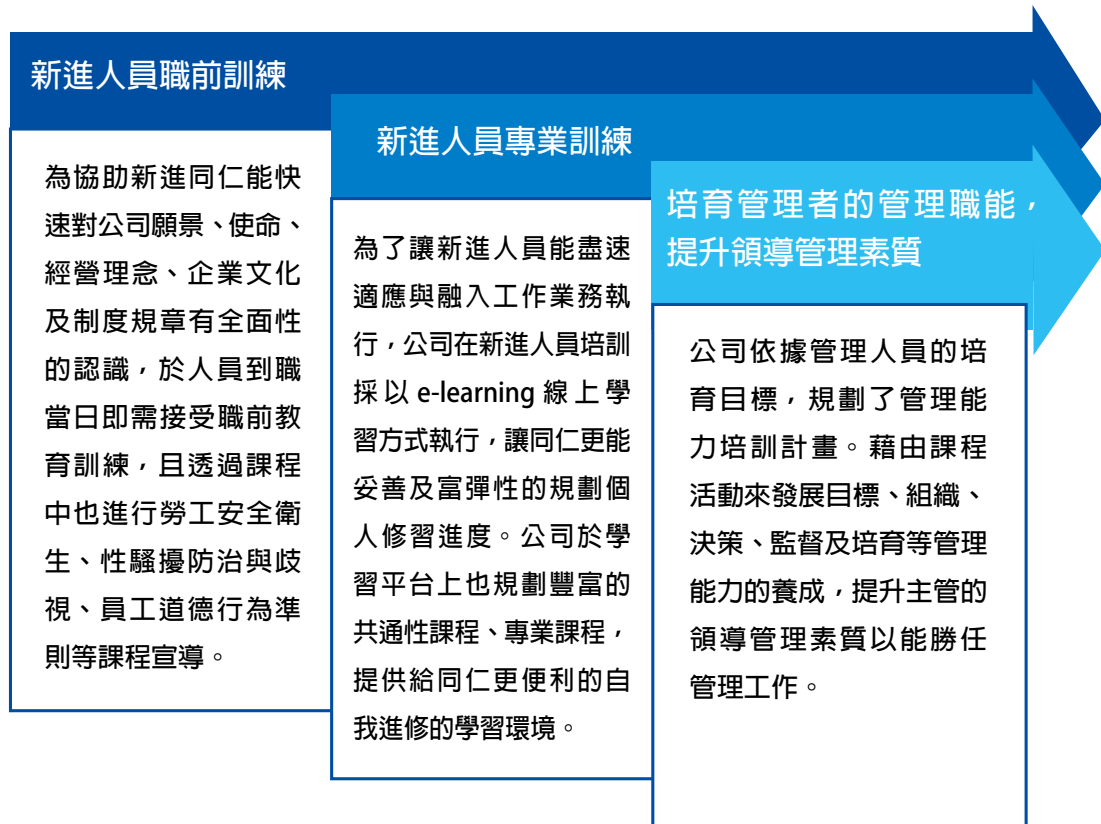 新進人員職前訓練
為協助新進同仁能快
速對公司願景、使命、
經營理念、企業文化
及制度規章有全面性
的認識，於人員到職
當日即需接受職前教
育訓練，且透過課程
中也進行勞工安全衛
生、性騷擾防治與歧
視、員工道德行為準
則等課程宣導。
新進人員專業訓練
為了讓新進人員能盡速
適應與融入工作業務執
行，公司在新進人員培訓
採以 e-learning 線上學
習方式執行，讓同仁更能
妥善及富彈性的規劃個
人修習進度。公司於學
習平台上也規劃豐富的
共通性課程、專業課程，
提供給同仁更便利的自
我進修的學習環境。
培育管理者的管理職能，
提升領導管理素質
公司依據管理人員的培
育目標，規劃了管理能
力培訓計畫。藉由課程
活動來發展目標、組織、
決策、監督及培育等管理
能力的養成，提升主管的
領導管理素質以能勝任
管理工作。